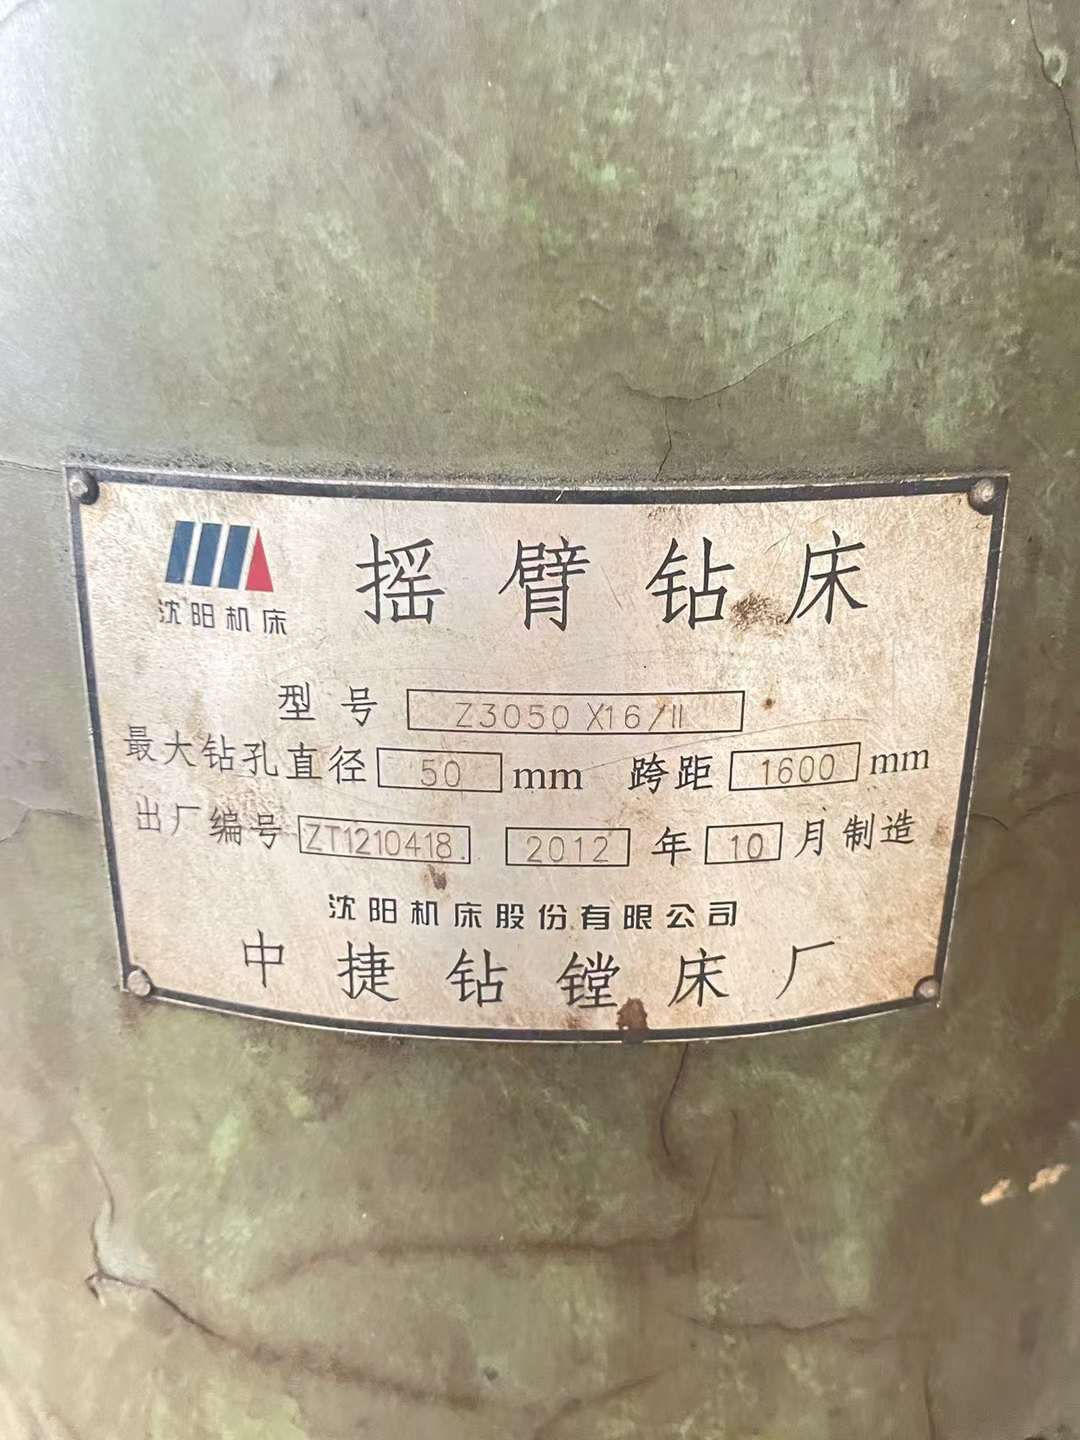 沈阳机床
摇臂钻床
型号 Z3050X16/II
最大钻孔直径 50 mm 跨距 1600 mm
出厂编号 ZT1210418. 2012 年 10 月制造
沈阳机床股份有限公司
中捷钻镗床厂